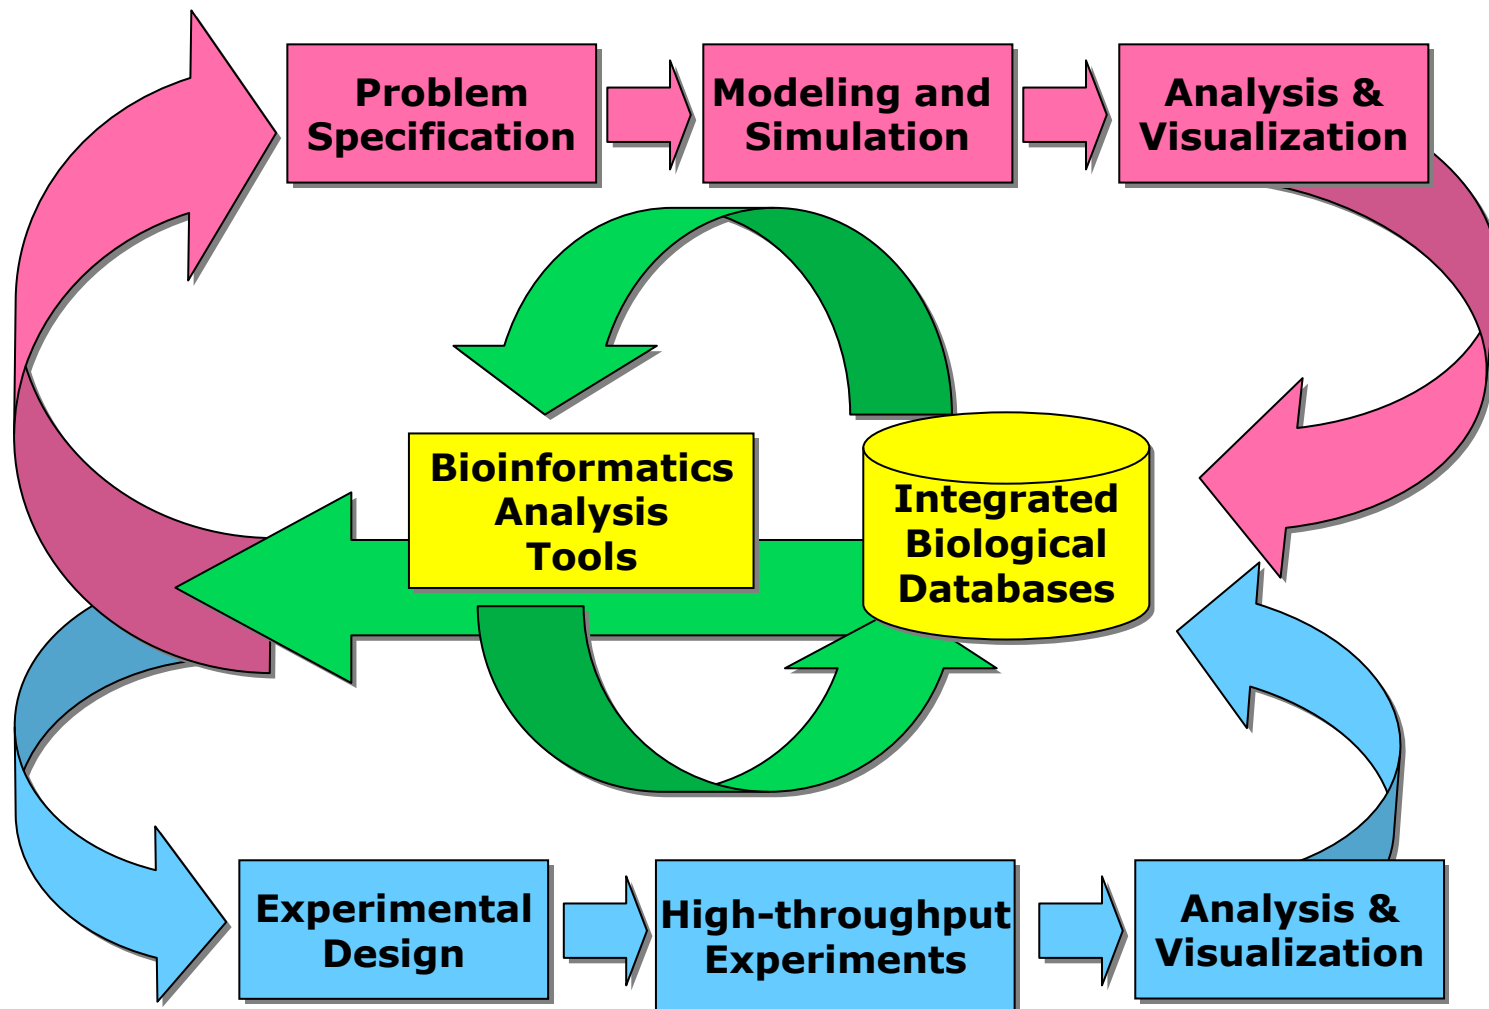 Problem
Specification
Modeling and
Simulation
Analysis &
Visualization
Bioinformatics
Analysis
Tools
Integrated
Biological
Databases
Experimental
Design
High-throughput
Experiments
Analysis &
Visualization